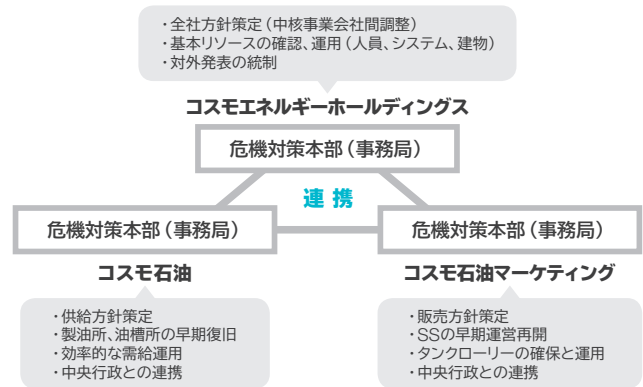 ・全社方針策定（中核事業会社間調整）
・基本リソースの確認、運用（人員、システム、建物）
・対外発表の統制
コスモエネルギーホールディングス
危機対策本部（事務局）
連携
危機対策本部（事務局）
コスモ石油
・供給方針策定
・製油所、油槽所の早期復旧
・効率的な需給運用
・中央行政との連携
危機対策本部（事務局）
コスモ石油マーケティング
・販売方針策定
・SSの早期運営再開
・タンクローリーの確保と運用
・中央行政との連携